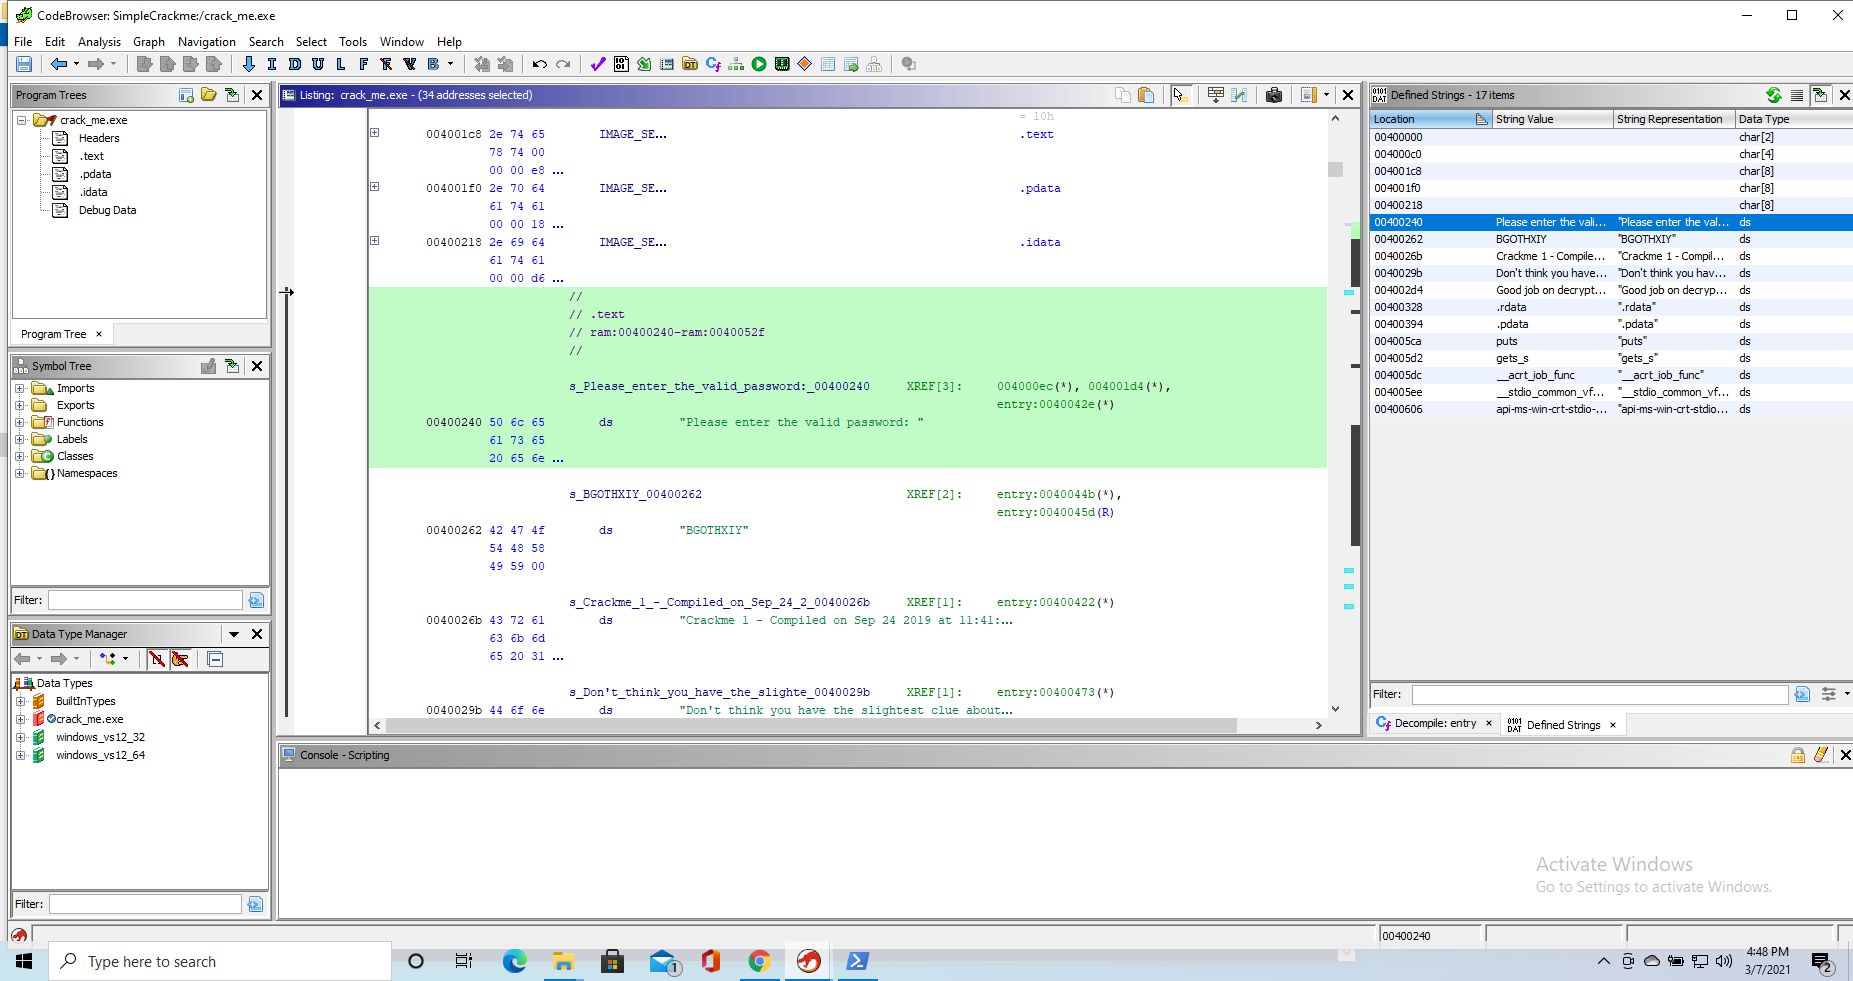 CodeBrowser: SimpleCrackme:/crack_me.exe
File Edit Analysis Graph Navigation Search Select Tools Window Help
I D U L F F V B
Program Trees
crack_me.exe
Headers
.text
.pdata
.idata
Debug Data
Program Tree ×
Symbol Tree
Imports
Exports
Functions
Labels
Classes
Namespaces
Filter:
Data Type Manager
Data Types
BuiltInTypes
crack_me.exe
windows_vs12_32
windows_vs12_64
Filter:
Listing: crack_me.exe - (34 addresses selected)
= 10h
004001c8 2e 74 65 IMAGE_SE... .text
78 74 00
00 00 e8 ...
004001f0 2e 70 64 IMAGE_SE... .pdata
61 74 61
00 00 18 ...
00400218 2e 69 64 IMAGE_SE... .idata
61 74 61
00 00 d6 ...
//
// .text
// ram:00400240-ram:0040052f
//
s_Please_enter_the_valid_password:_00400240 XREF[3]: 004000ec(*), 004001d4(*),
entry:0040042e(*)
00400240 50 6c 65 ds "Please enter the valid password: "
61 73 65
20 65 6e ...
s_BGOTHXIY_00400262 XREF[2]: entry:0040044b(*),
entry:0040045d(R)
00400262 42 47 4f ds "BGOTHXIY"
54 48 58
49 59 00
s_Crackme_1_-_Compiled_on_Sep_24_2_0040026b XREF[1]: entry:00400422(*)
0040026b 43 72 61 ds "Crackme 1 - Compiled on Sep 24 2019 at 11:41:...
63 6b 6d
65 20 31 ...
s_Don't_think_you_have_the_slighte_0040029b XREF[1]: entry:00400473(*)
0040029b 44 6f 6e ds "Don't think you have the slightest clue about...
Console - Scripting
Defined Strings - 17 items
Location String Value String Representation Data Type
00400000 char[2]
004000c0 char[4]
004001c8 char[8]
004001f0 char[8]
00400218 char[8]
00400240 Please enter the vali... "Please enter the val... ds
00400262 BGOTHXIY "BGOTHXIY" ds
0040026b Crackme 1 - Compile... "Crackme 1 - Compil... ds
0040029b Don't think you have... "Don't think you hav... ds
004002d4 Good job on decrypt... "Good job on decryp... ds
00400328 .rdata ".rdata" ds
00400394 .pdata ".pdata" ds
004005ca puts "puts" ds
004005d2 gets_s "gets_s" ds
004005dc __acrt_iob_func "__acrt_iob_func" ds
004005ee __stdio_common_vf... "__stdio_common_vf... ds
00400606 api-ms-win-crt-stdio-... "api-ms-win-crt-stdio... ds
Filter:
Decompile: entry × Defined Strings ×
Activate Windows
Go to Settings to activate Windows.
00400240
Type here to search
1
4:48 PM
3/7/2021
2